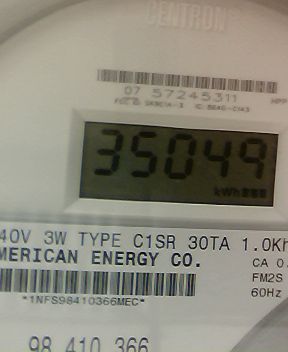 CENTRON
07 57245311
35049
kWh
40V 3W TYPE C1SR 30TA 1.0Kh
MERICAN ENERGY CO.
CA 0.
FM2S
60Hz
*1NFS98410366MEC*
98 410 366